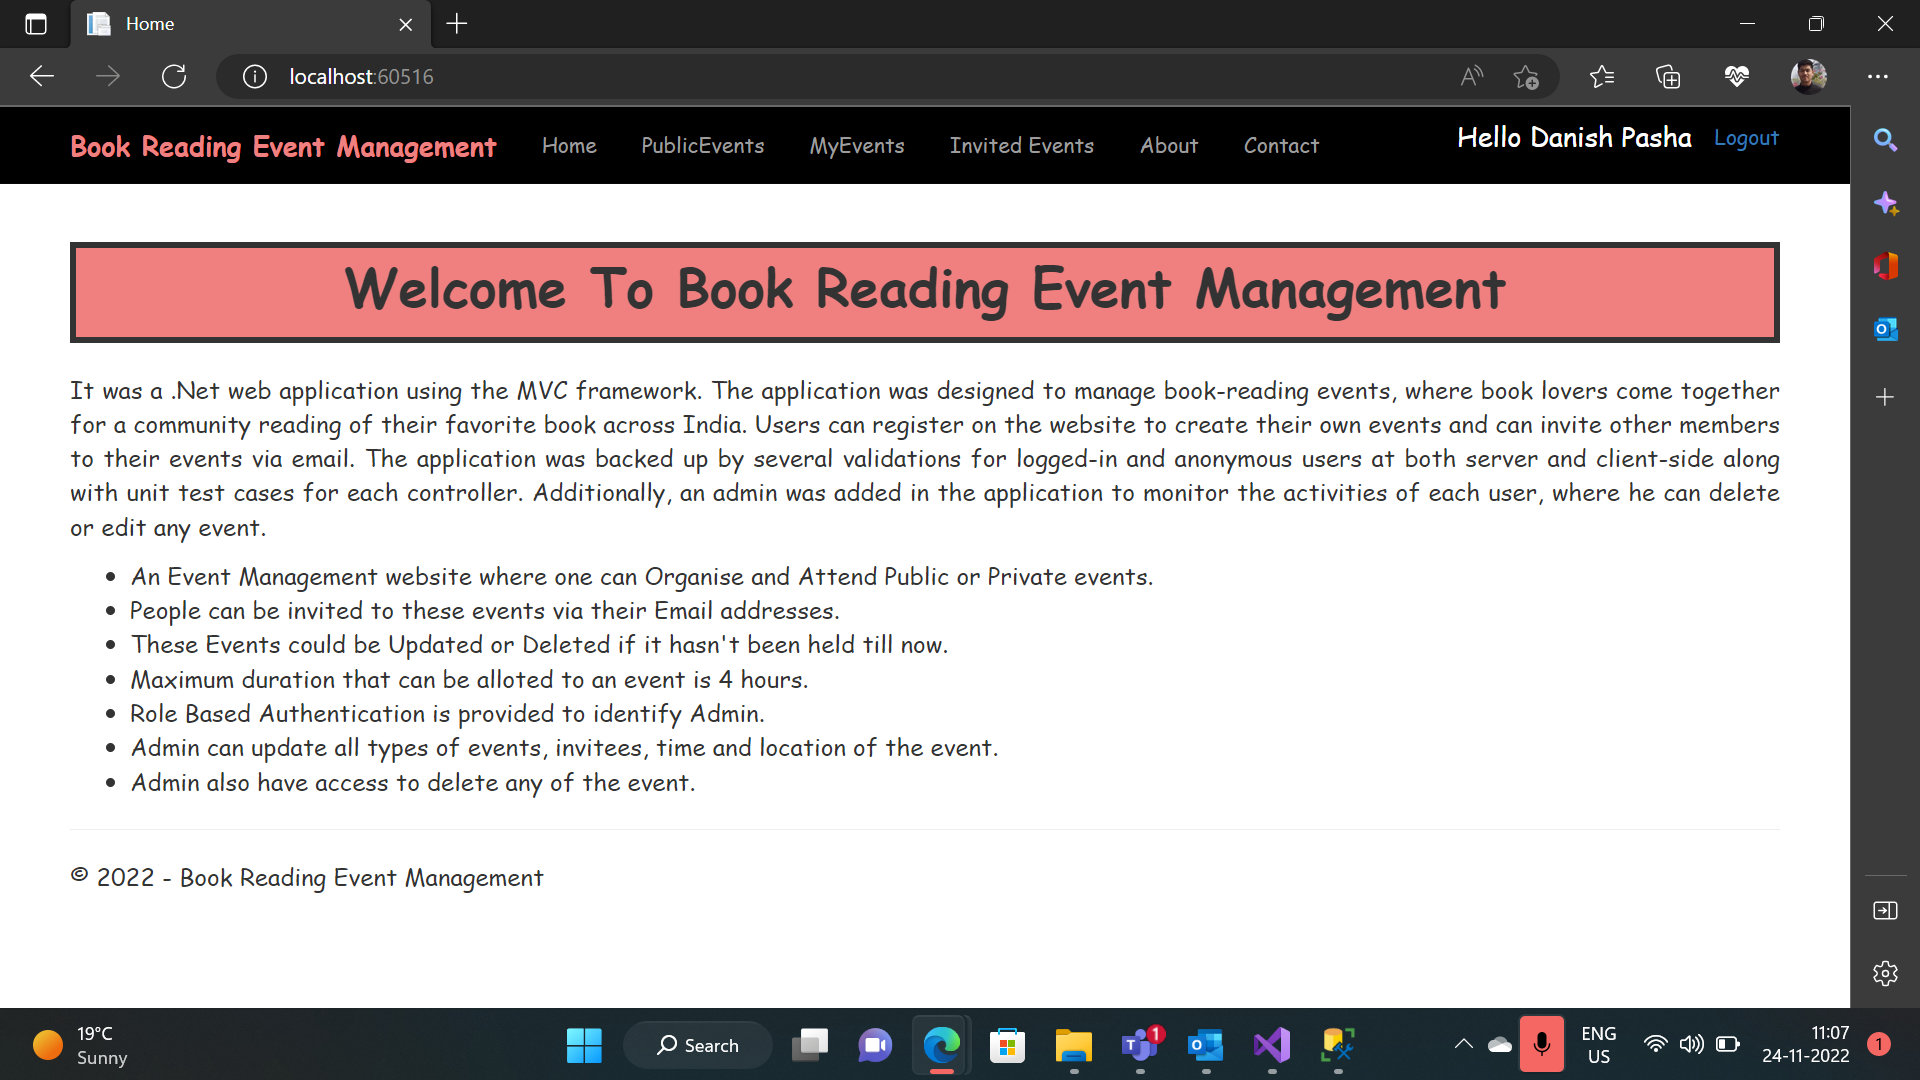 Home
localhost:60516
Book Reading Event Management Home PublicEvents MyEvents Invited Events About Contact Hello Danish Pasha Logout
Welcome To Book Reading Event Management
It was a .Net web application using the MVC framework. The application was designed to manage book-reading events, where book lovers come together
for a community reading of their favorite book across India. Users can register on the website to create their own events and can invite other members
to their events via email. The application was backed up by several validations for logged-in and anonymous users at both server and client-side along
with unit test cases for each controller. Additionally, an admin was added in the application to monitor the activities of each user, where he can delete
or edit any event.
• An Event Management website where one can Organise and Attend Public or Private events.
• People can be invited to these events via their Email addresses.
• These Events could be Updated or Deleted if it hasn't been held till now.
• Maximum duration that can be alloted to an event is 4 hours.
• Role Based Authentication is provided to identify Admin.
• Admin can update all types of events, invitees, time and location of the event.
• Admin also have access to delete any of the event.
© 2022 - Book Reading Event Management
19°C
Sunny
Search
1
ENG
US
11:07
24-11-2022
1